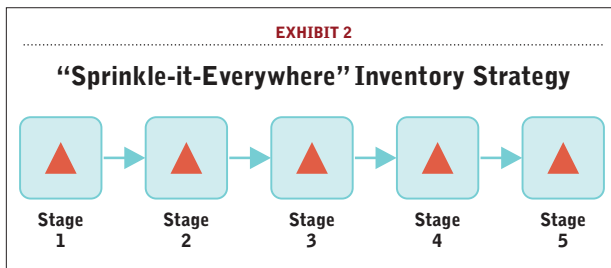 EXHIBIT 2
“Sprinkle-it-Everywhere” Inventory Strategy
Stage Stage Stage Stage Stage
1 2 3 4 5